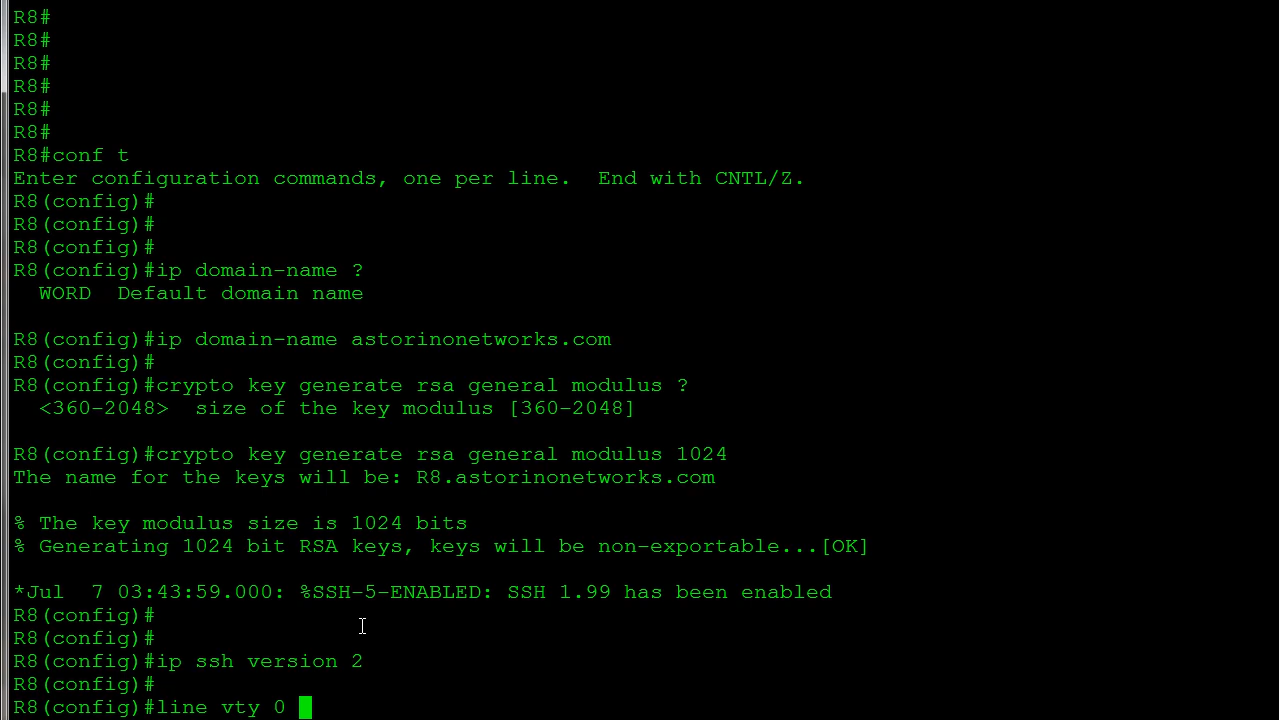 R8#
R8#
R8#
R8#
R8#
R8#
R8#conf t
Enter configuration commands, one per line.  End with CNTL/Z.
R8(config)#
R8(config)#
R8(config)#
R8(config)#ip domain-name ?
  WORD  Default domain name
R8(config)#ip domain-name astorinonetworks.com
R8(config)#
R8(config)#crypto key generate rsa general modulus ?
  <360-2048>  size of the key modulus [360-2048]
R8(config)#crypto key generate rsa general modulus 1024
The name for the keys will be: R8.astorinonetworks.com
% The key modulus size is 1024 bits
% Generating 1024 bit RSA keys, keys will be non-exportable...[OK]
*Jul  7 03:43:59.000: %SSH-5-ENABLED: SSH 1.99 has been enabled
R8(config)#
R8(config)#
R8(config)#ip ssh version 2
R8(config)#
R8(config)#line vty 0